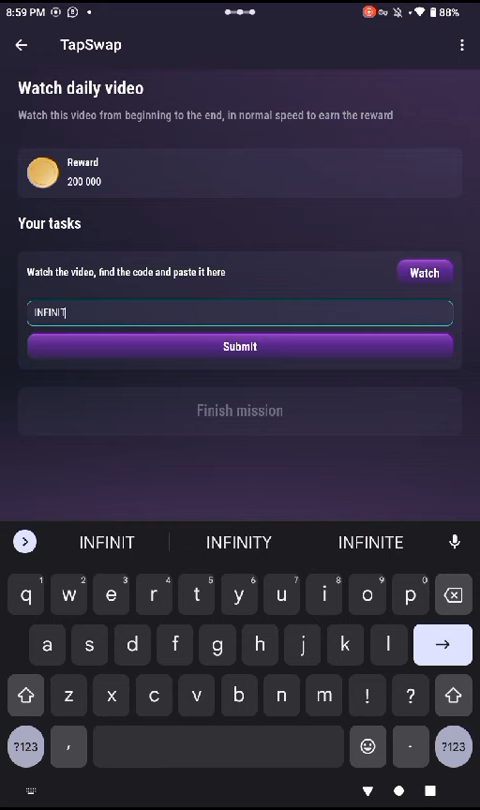 8:59 PM 88%
TapSwap
Watch daily video
Watch this video from beginning to the end, in normal speed to earn the reward
Reward
200 000
Your tasks
Watch the video, find the code and paste it here
Watch
INFINIT
Submit
Finish mission
INFINIT INFINITY INFINITE
1 2 3 4 5 6 7 8 9 0
q w e r t y u i o p
a s d f g h j k l
z x c v b n m ! ?
?123 , . ?123